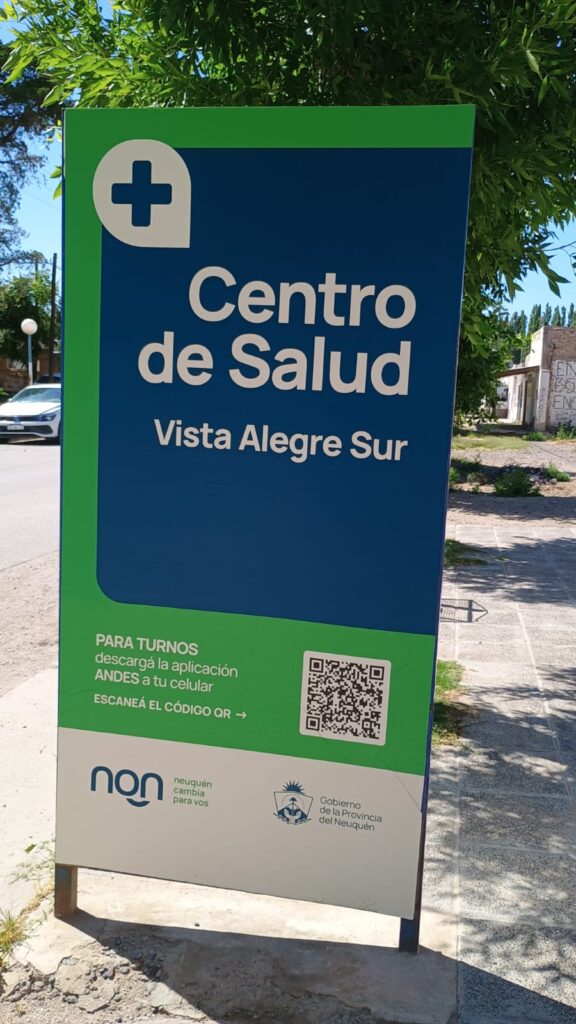 Centro
de Salud
Vista Alegre Sur
PARA TURNOS
descargá la aplicación
ANDES a tu celular
ESCANEÁ EL CÓDIGO QR →
non
neuquén
cambia
para vos
Gobierno
de la Provincia
del Neuquén